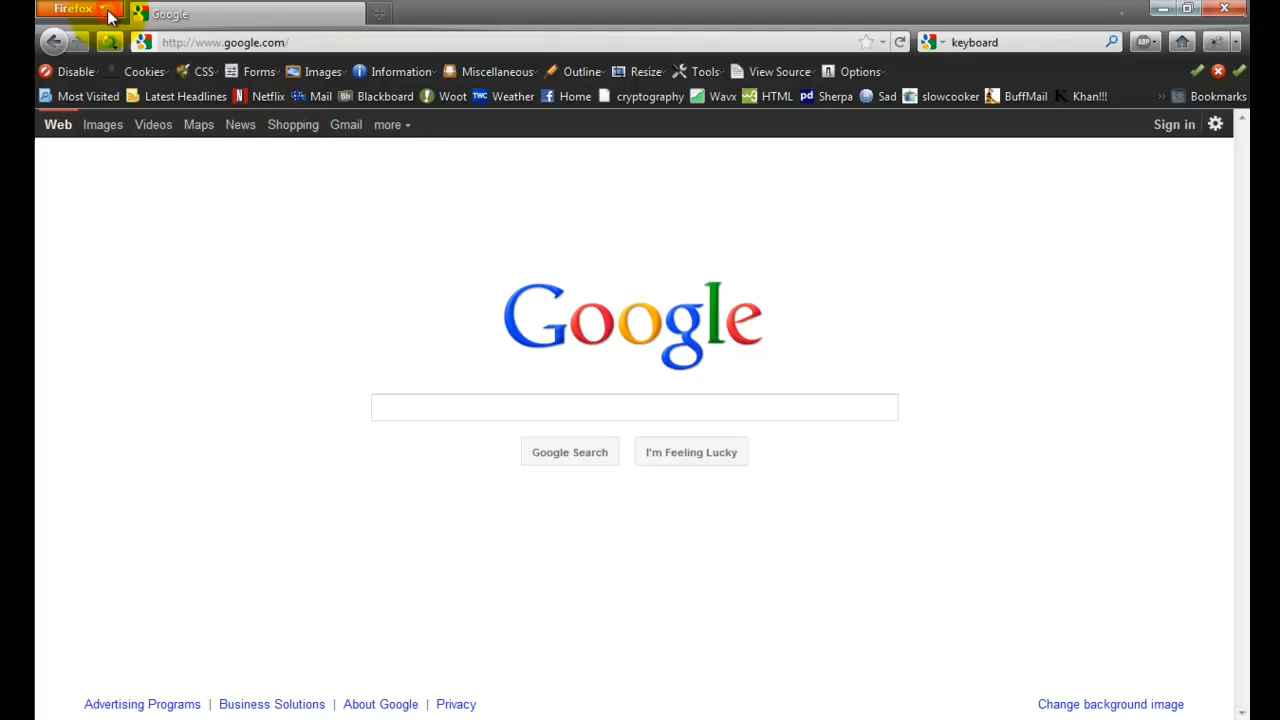 Firefox
Google
http://www.google.com/
keyboard
Disable Cookies CSS Forms Images Information Miscellaneous Outline Resize Tools View Source Options
Most Visited Latest Headlines Netflix Mail Blackboard Woot Weather Home cryptography Wavx HTML Sherpa Sad slowcooker BuffMail Khan!!! » Bookmarks
Web Images Videos Maps News Shopping Gmail more Sign in
Google
Google Search I'm Feeling Lucky
Advertising Programs | Business Solutions | About Google | Privacy Change background image